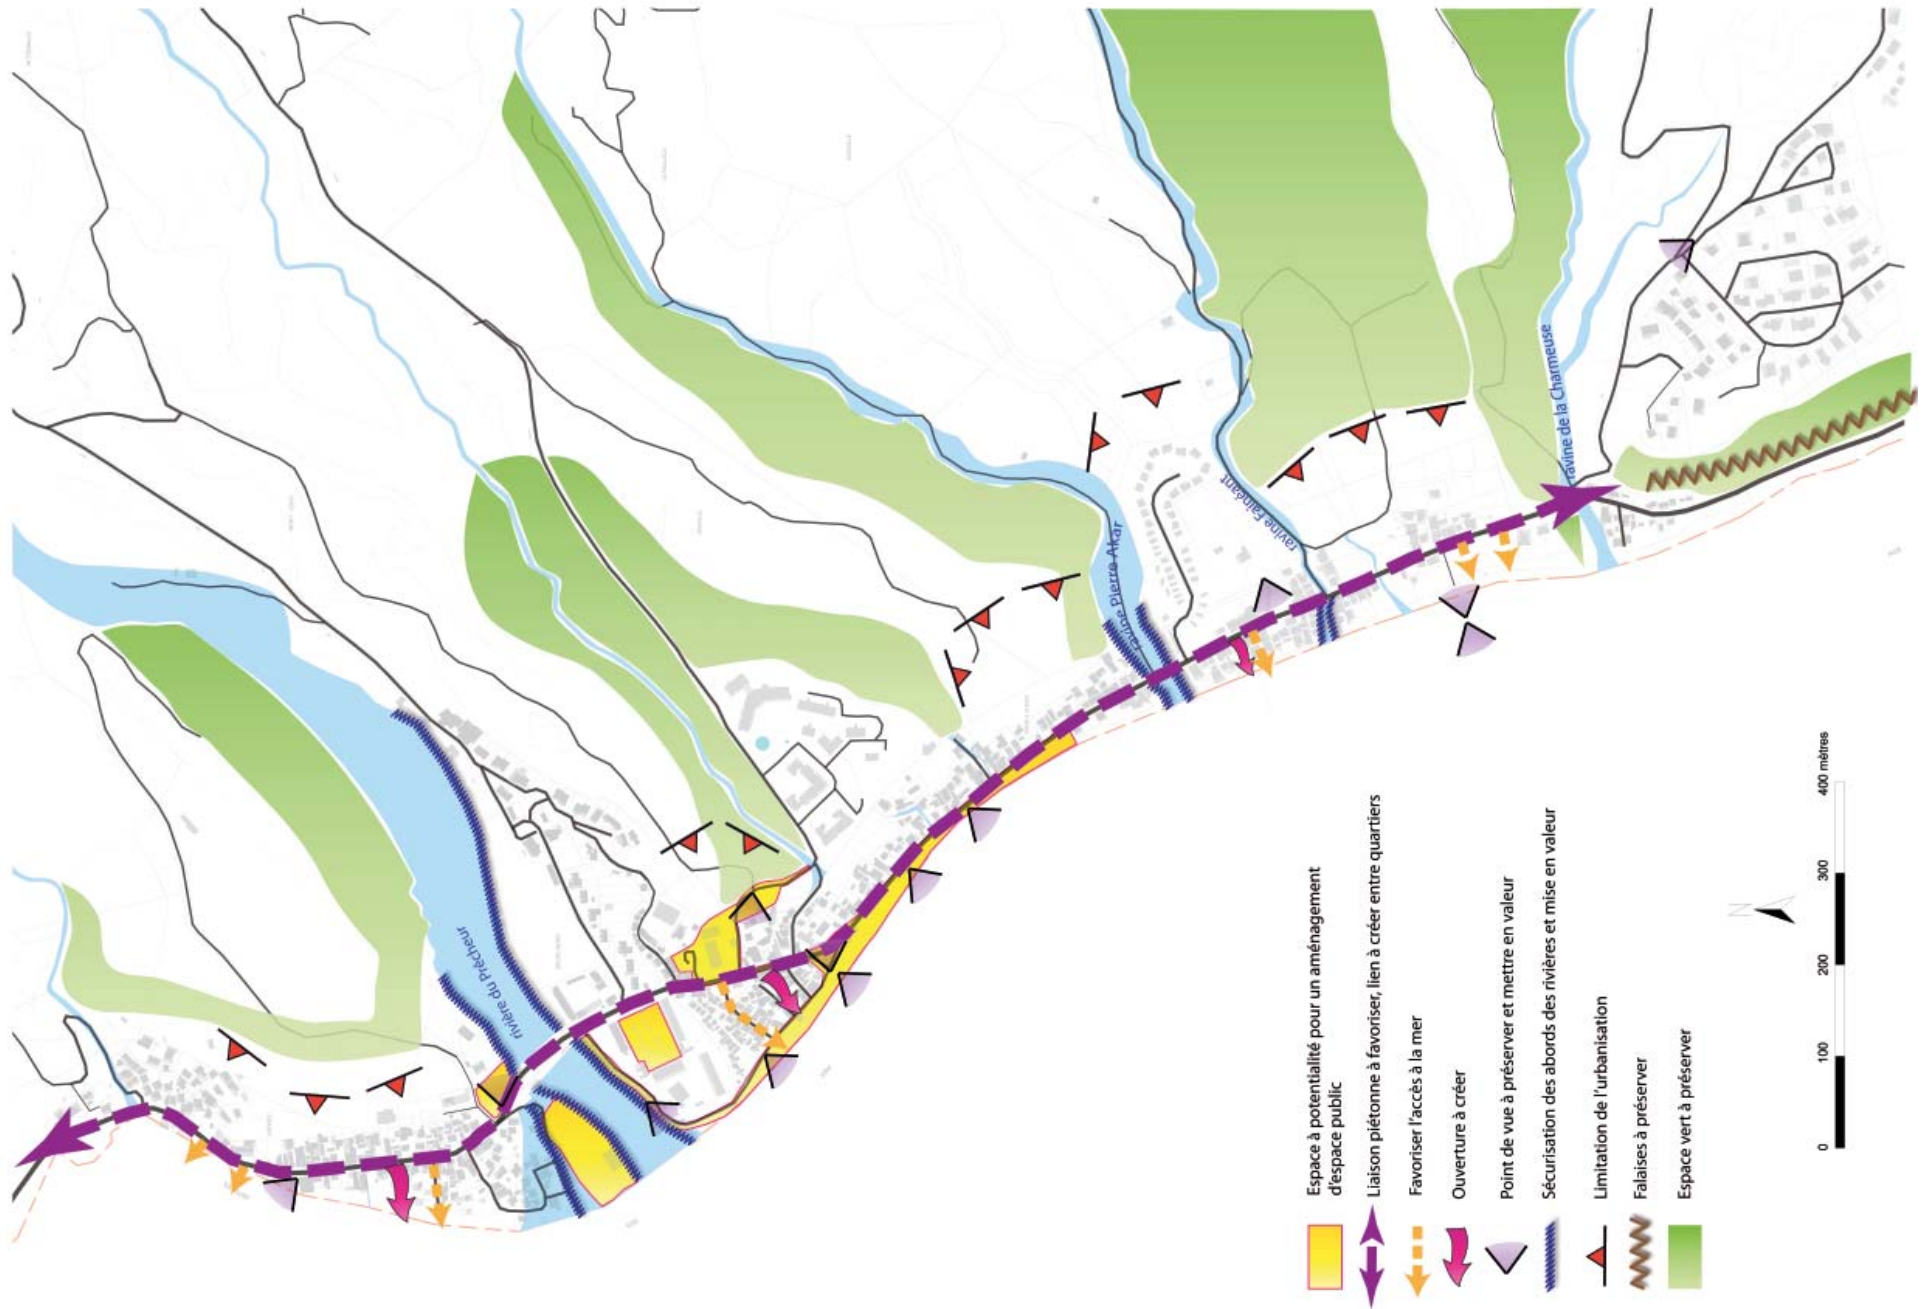 rivière du Prêcheur
ravine Pierre Akar
ravine Fainéant
ravine de la Charmeuse
Espace à potentialité pour un aménagement
d'espace public
Liaison piétonne à favoriser, lien à créer entre quartiers
Favoriser l'accès à la mer
Ouverture à créer
Point de vue à préserver et mettre en valeur
Sécurisation des abords des rivières et mise en valeur
Limitation de l'urbanisation
Falaises à préserver
Espace vert à préserver
N
0 100 200 300 400 mètres